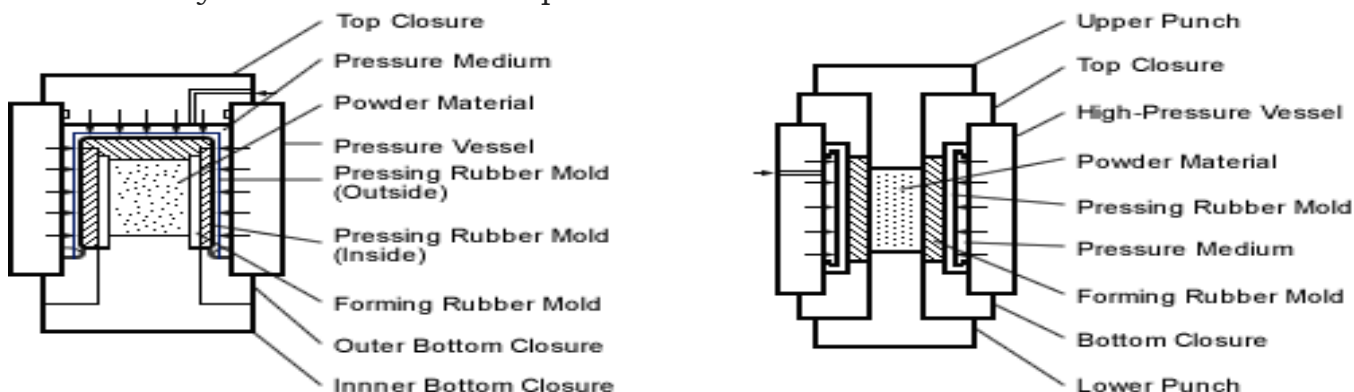 Top Closure
Pressure Medium
Powder Material
Pressure Vessel
Pressing Rubber Mold
(Outside)
Pressing Rubber Mold
(Inside)
Forming Rubber Mold
Outer Bottom Closure
Innner Bottom Closure
Upper Punch
Top Closure
High-Pressure Vessel
Powder Material
Pressing Rubber Mold
Pressure Medium
Forming Rubber Mold
Bottom Closure
Lower Punch